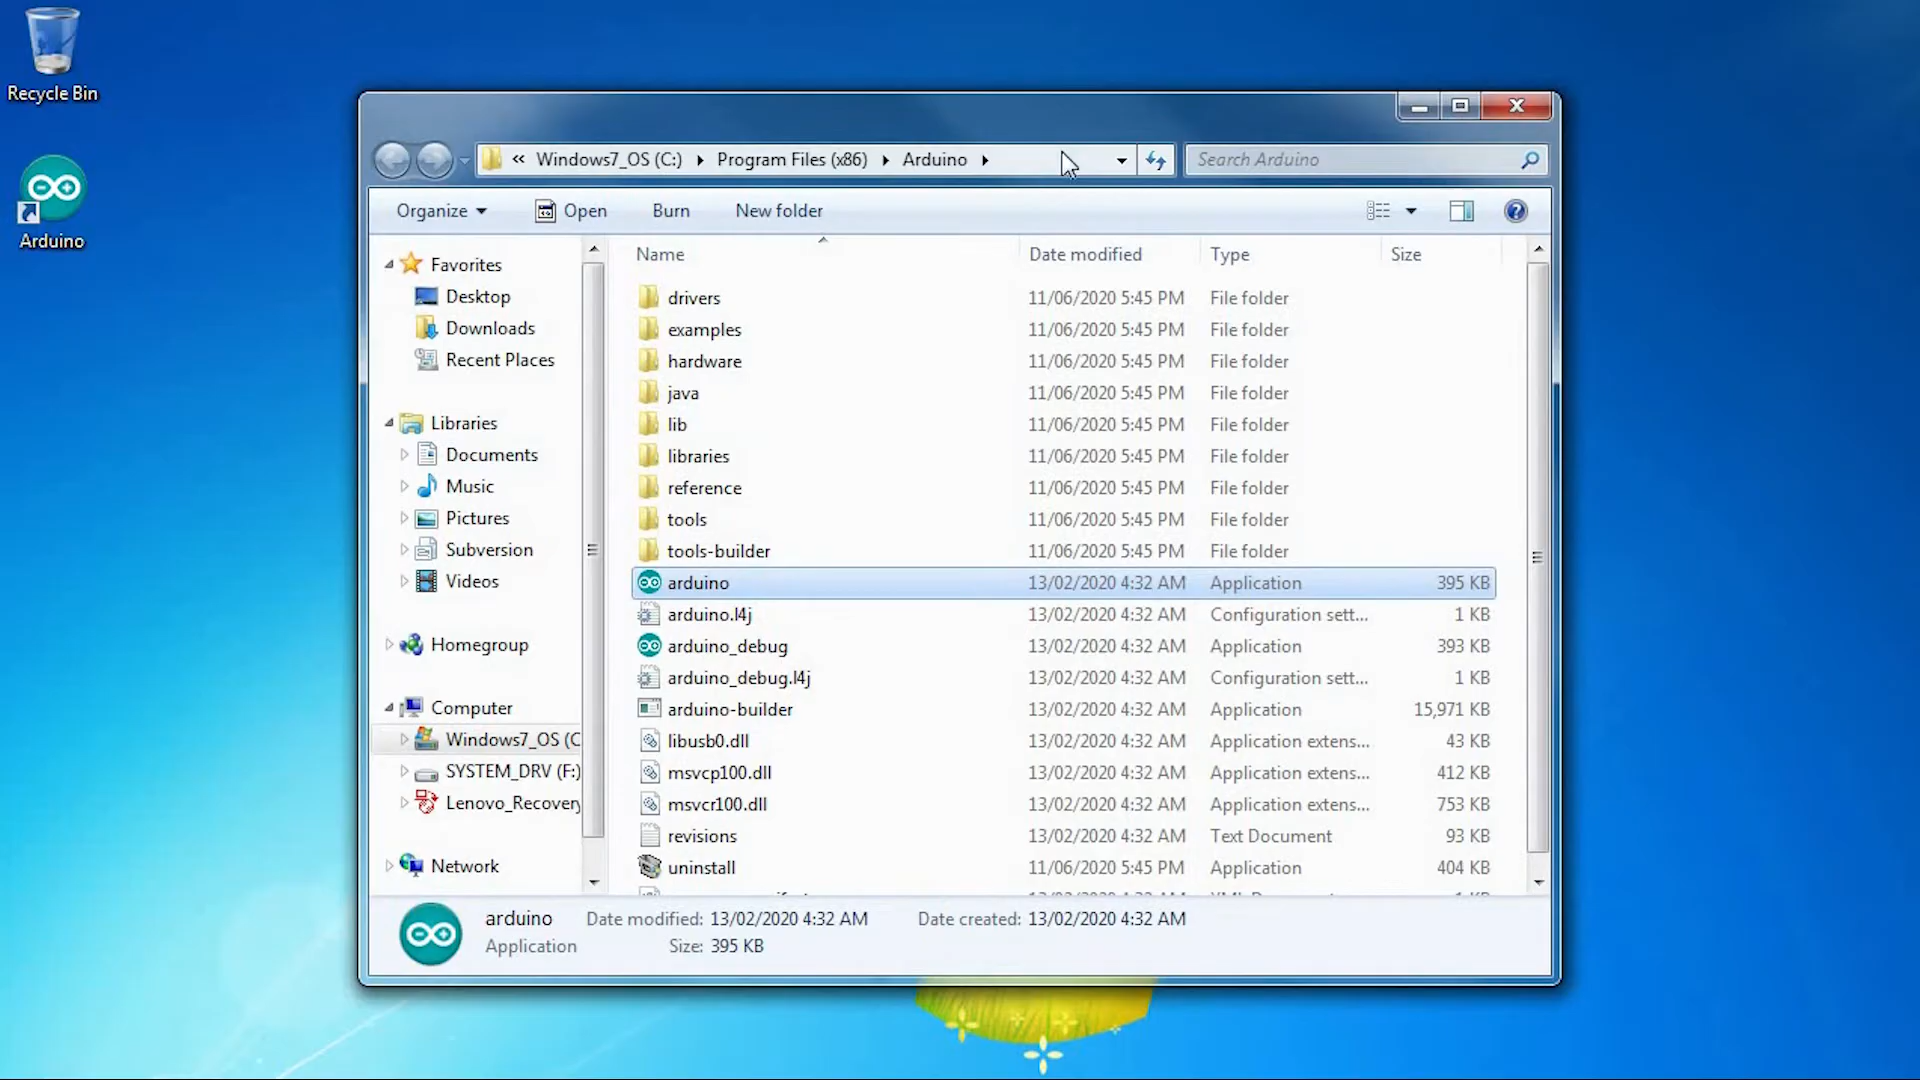 Recycle Bin
Arduino
« Windows7_OS (C:) Program Files (x86) Arduino
Search Arduino
Organize Open Burn New folder
Favorites
Desktop
Downloads
Recent Places
Libraries
Documents
Music
Pictures
Subversion
Videos
Homegroup
Computer
Windows7_OS (C
SYSTEM_DRV (F:)
Lenovo_Recovery
Network
Name Date modified Type Size
drivers 11/06/2020 5:45 PM File folder
examples 11/06/2020 5:45 PM File folder
hardware 11/06/2020 5:45 PM File folder
java 11/06/2020 5:45 PM File folder
lib 11/06/2020 5:45 PM File folder
libraries 11/06/2020 5:45 PM File folder
reference 11/06/2020 5:45 PM File folder
tools 11/06/2020 5:45 PM File folder
tools-builder 11/06/2020 5:45 PM File folder
arduino 13/02/2020 4:32 AM Application 395 KB
arduino.l4j 13/02/2020 4:32 AM Configuration sett... 1 KB
arduino_debug 13/02/2020 4:32 AM Application 393 KB
arduino_debug.l4j 13/02/2020 4:32 AM Configuration sett... 1 KB
arduino-builder 13/02/2020 4:32 AM Application 15,971 KB
libusb0.dll 13/02/2020 4:32 AM Application extens... 43 KB
msvcp100.dll 13/02/2020 4:32 AM Application extens... 412 KB
msvcr100.dll 13/02/2020 4:32 AM Application extens... 753 KB
revisions 13/02/2020 4:32 AM Text Document 93 KB
uninstall 11/06/2020 5:45 PM Application 404 KB
arduino Date modified: 13/02/2020 4:32 AM Date created: 13/02/2020 4:32 AM
Application Size: 395 KB